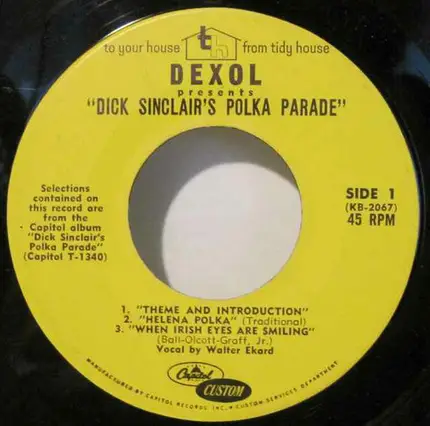 to your house th from tidy house
DEXOL
presents
"DICK SINCLAIR'S POLKA PARADE"
Selections
contained on
this record are
from the
Capitol album
"Dick Sinclair's
Polka Parade"
(Capitol T-1340)
SIDE 1
(KB-2067)
45 RPM
1. "THEME AND INTRODUCTION"
2. "HELENA POLKA" (Traditional)
3. "WHEN IRISH EYES ARE SMILING"
(Ball-Olcott-Graff, Jr.)
Vocal by Walter Ekard
Capitol
CUSTOM
MANUFACTURED BY CAPITOL RECORDS INC. • CUSTOM SERVICES DEPARTMENT